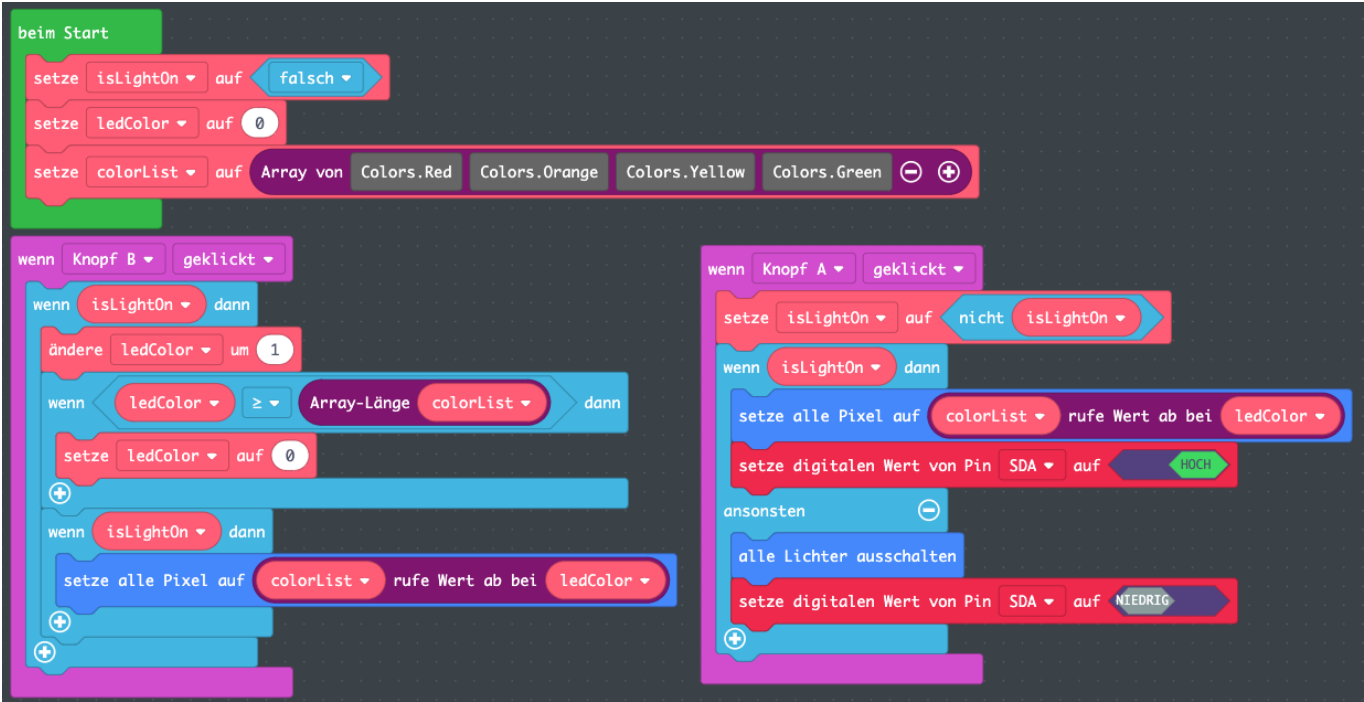 beim Start
setze isLightOn auf falsch
setze ledColor auf 0
setze colorList auf Array von Colors.Red Colors.Orange Colors.Yellow Colors.Green
wenn Knopf B geklickt
wenn isLightOn dann
ändere ledColor um 1
wenn ledColor ≥ Array-Länge colorList dann
setze ledColor auf 0
wenn isLightOn dann
setze alle Pixel auf colorList rufe Wert ab bei ledColor
wenn Knopf A geklickt
setze isLightOn auf nicht isLightOn
wenn isLightOn dann
setze alle Pixel auf colorList rufe Wert ab bei ledColor
setze digitalen Wert von Pin SDA auf HOCH
ansonsten
alle Lichter ausschalten
setze digitalen Wert von Pin SDA auf NIEDRIG